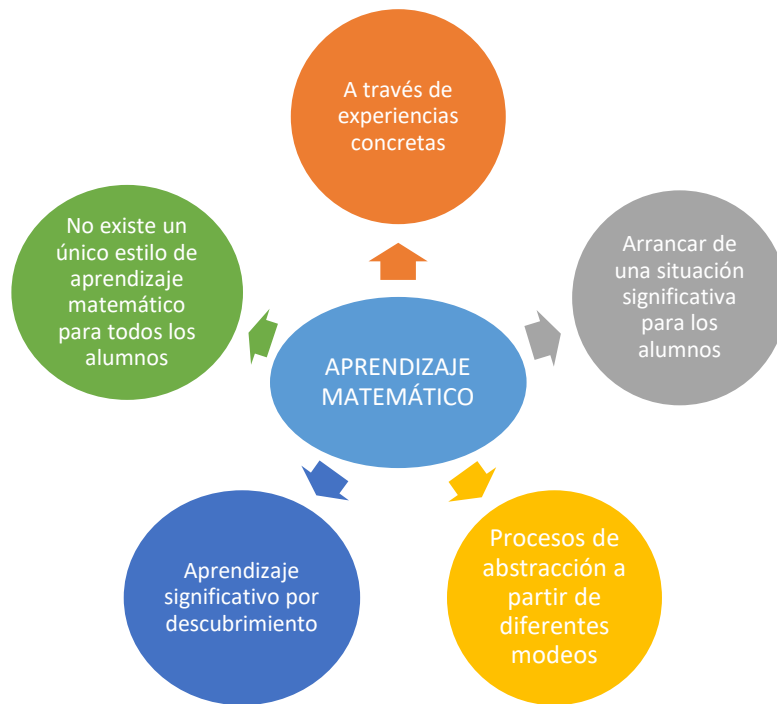 A través de
experiencias
concretas
No existe un
único estilo de
aprendizaje
matemático
para todos los
alumnos
Arrancar de
una situación
significativa
para los
alumnos
APRENDIZAJE
MATEMÁTICO
Aprendizaje
significativo por
descubrimiento
Procesos de
abstracción a
partir de
diferentes
modeos